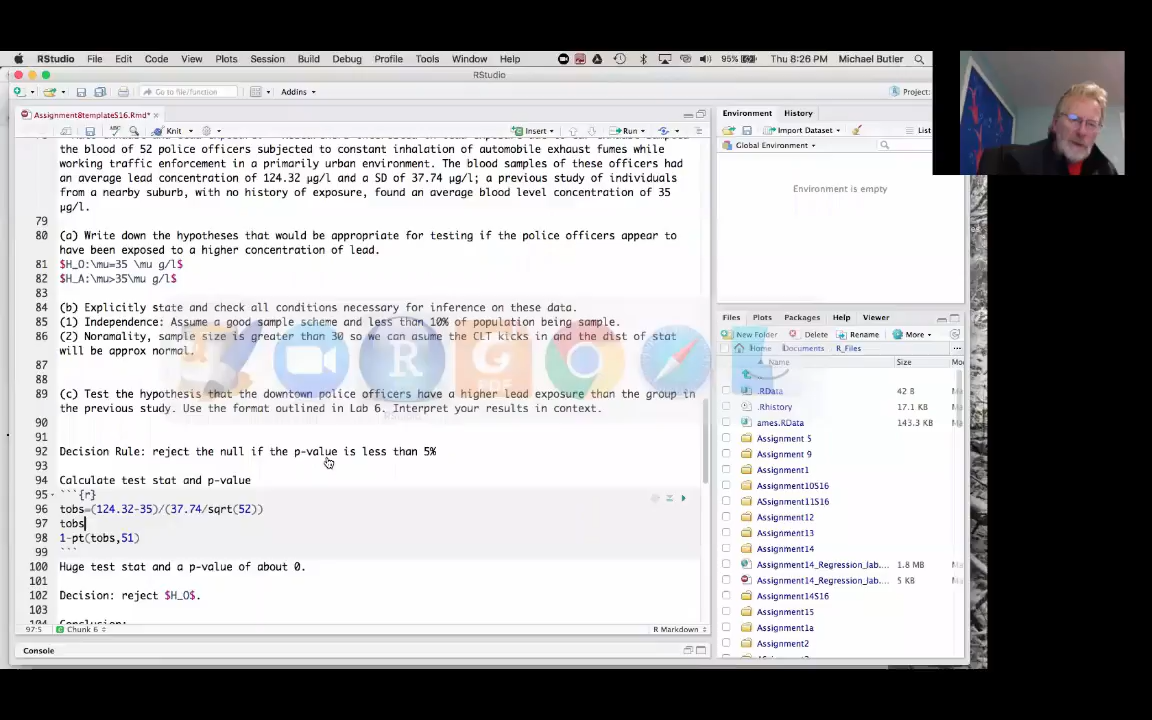 RStudio File Edit Code View Plots Session Build Debug Profile Tools Window Help 95% Thu 8:26 PM Michael Butler
RStudio
Go to file/function Addins Project:
Assignment8templateS16.Rmd*
Knit Insert Run
the blood of 52 police officers subjected to constant inhalation of automobile exhaust fumes while
working traffic enforcement in a primarily urban environment. The blood samples of these officers had
an average lead concentration of 124.32 µg/l and a SD of 37.74 µg/l; a previous study of individuals
from a nearby suburb, with no history of exposure, found an average blood level concentration of 35
µg/l.
79
80 (a) Write down the hypotheses that would be appropriate for testing if the police officers appear to
have been exposed to a higher concentration of lead.
81 $H_O:\mu=35 \mu g/l$
82 $H_A:\mu>35\mu g/l$
83
84 (b) Explicitly state and check all conditions necessary for inference on these data.
85 (1) Independence: Assume a good sample scheme and less than 10% of population being sample.
86 (2) Noramality, sample size is greater than 30 so we can asume the CLT kicks in and the dist of stat
will be approx normal.
87
88
89 (c) Test the hypothesis that the downtown police officers have a higher lead exposure than the group in
the previous study. Use the format outlined in Lab 6. Interpret your results in context.
90
91
92 Decision Rule: reject the null if the p-value is less than 5%
93
94 Calculate test stat and p-value
95 ```{r}
96 tobs=(124.32-35)/(37.74/sqrt(52))
97 tobs
98 1-pt(tobs,51)
99 ```
100 Huge test stat and a p-value of about 0.
101
102 Decision: reject $H_O$.
103
97:5 Chunk 6 R Markdown
Console
Environment History
Import Dataset List
Global Environment
Environment is empty
Files Plots Packages Help Viewer
New Folder Delete Rename More
Home Documents R_Files
Name Size
.RData 42 B
.Rhistory 17.1 KB
ames.RData 143.3 KB
Assignment 5
Assignment 9
Assignment1
Assignment10S16
Assignment11S16
Assignment12
Assignment13
Assignment14
Assignment14_Regression_lab.... 1.8 MB
Assignment14_Regression_lab.... 5 KB
Assignment14S16
Assignment15
Assignment1a
Assignment2